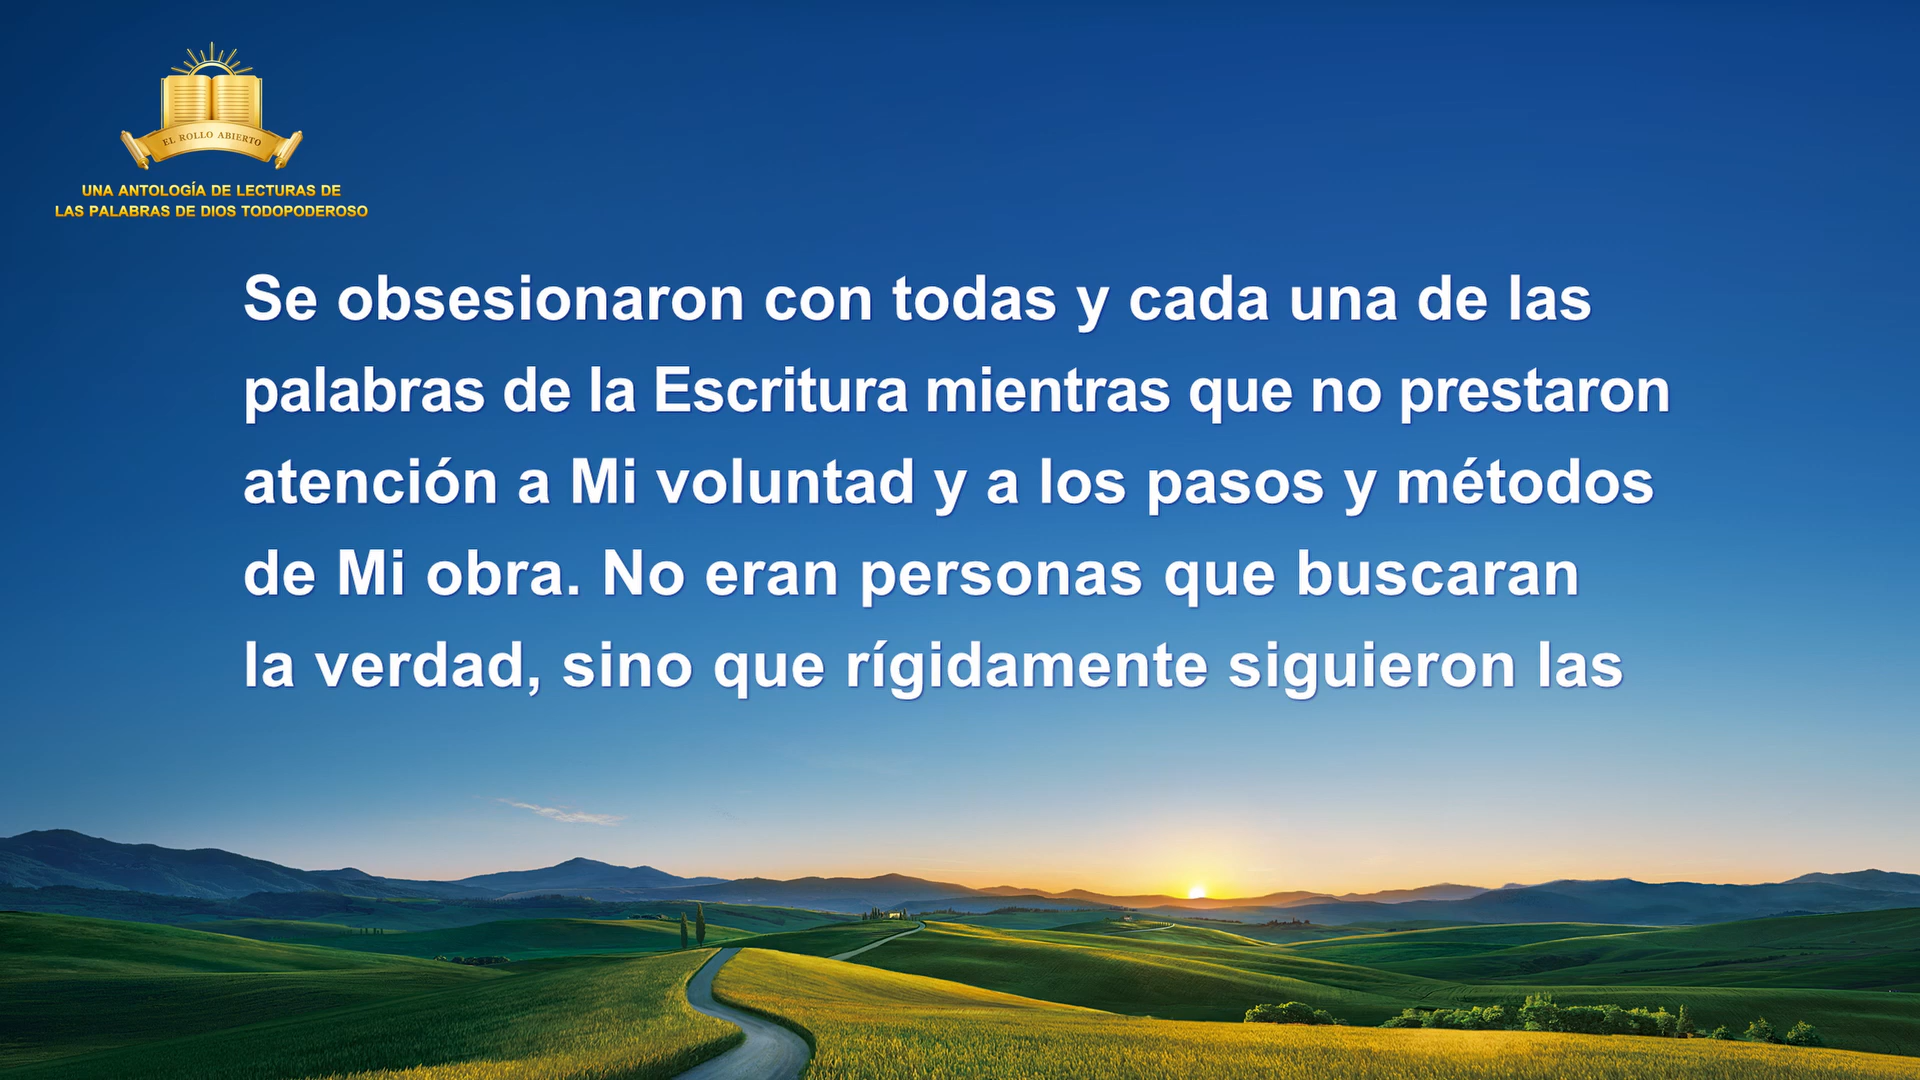 EL ROLLO ABIERTO
UNA ANTOLOGÍA DE LECTURAS DE
LAS PALABRAS DE DIOS TODOPODEROSO
Se obsesionaron con todas y cada una de las
palabras de la Escritura mientras que no prestaron
atención a Mi voluntad y a los pasos y métodos
de Mi obra. No eran personas que buscaran
la verdad, sino que rígidamente siguieron las